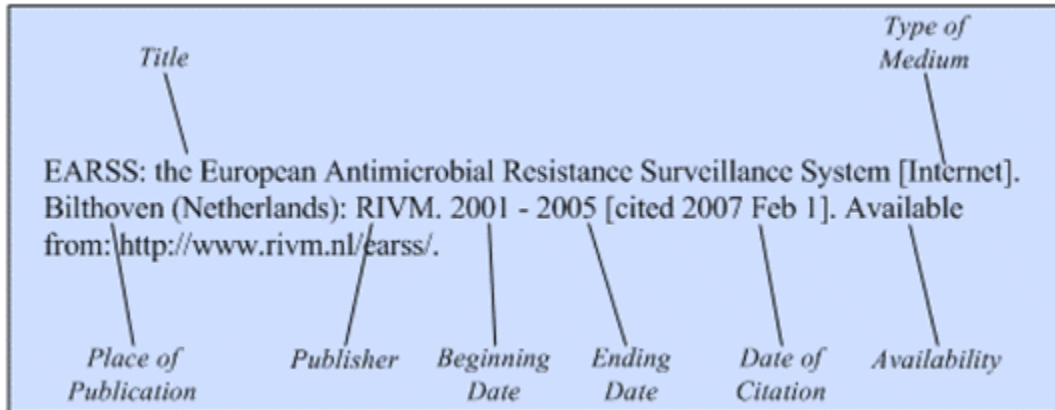 Type of
Title
Medium
EARSS: the European Antimicrobial Resistance Surveillance System [Internet].
Bilthoven (Netherlands): RIVM. 2001 - 2005 [cited 2007 Feb 1]. Available
from: http://www.rivm.nl/earss/.
Place of
Publication
Publisher
Beginning
Date
Ending
Date
Date of
Citation
Availability